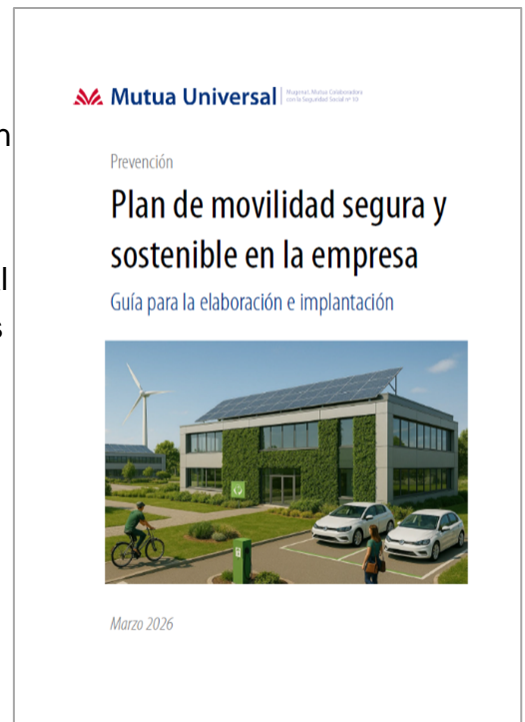 Mutua Universal
Mugenat, Mutua Colaboradora
con la Seguridad Social nº 10
Prevención
Plan de movilidad segura y
sostenible en la empresa
Guía para la elaboración e implantación
Marzo 2026
n
l
s